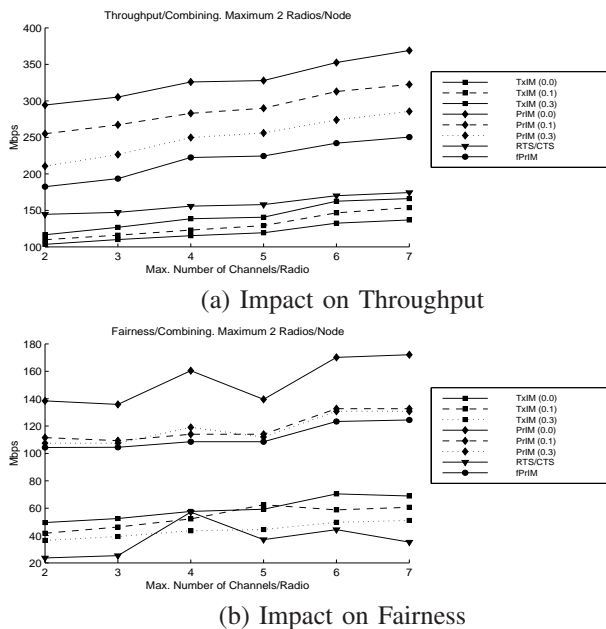 Throughput/Combining. Maximum 2 Radios/Node
400
350
300
250
200
150
100
Mbps
2 3 4 5 6 7
Max. Number of Channels/Radio
TxIM (0.0)
TxIM (0.1)
TxIM (0.3)
PrIM (0.0)
PrIM (0.1)
PrIM (0.3)
RTS/CTS
fPrIM
(a) Impact on Throughput
Fairness/Combining. Maximum 2 Radios/Node
180
160
140
120
100
80
60
40
20
Mbps
2 3 4 5 6 7
Max. Number of Channels/Radio
TxIM (0.0)
TxIM (0.1)
TxIM (0.3)
PrIM (0.0)
PrIM (0.1)
PrIM (0.3)
RTS/CTS
fPrIM
(b) Impact on Fairness